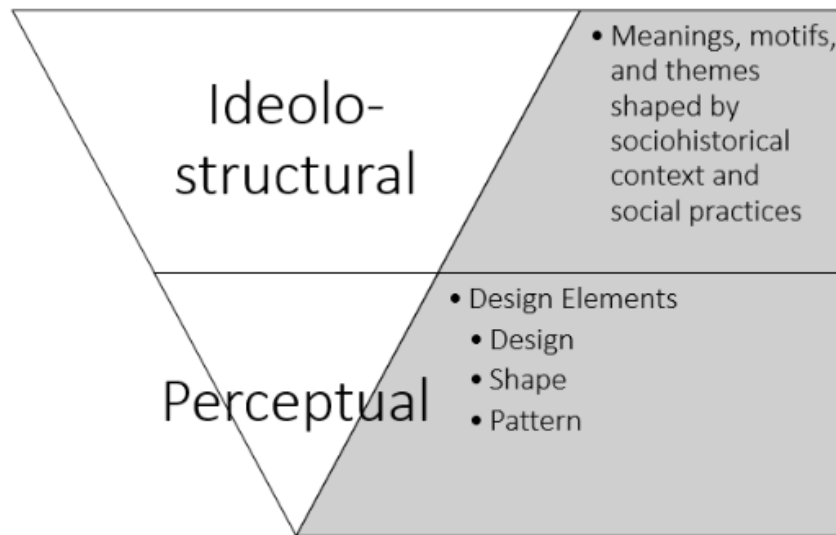 Ideolo-
structural
• Meanings, motifs,
and themes
shaped by
sociohistorical
context and
social practices
Perceptual
• Design Elements
• Design
• Shape
• Pattern